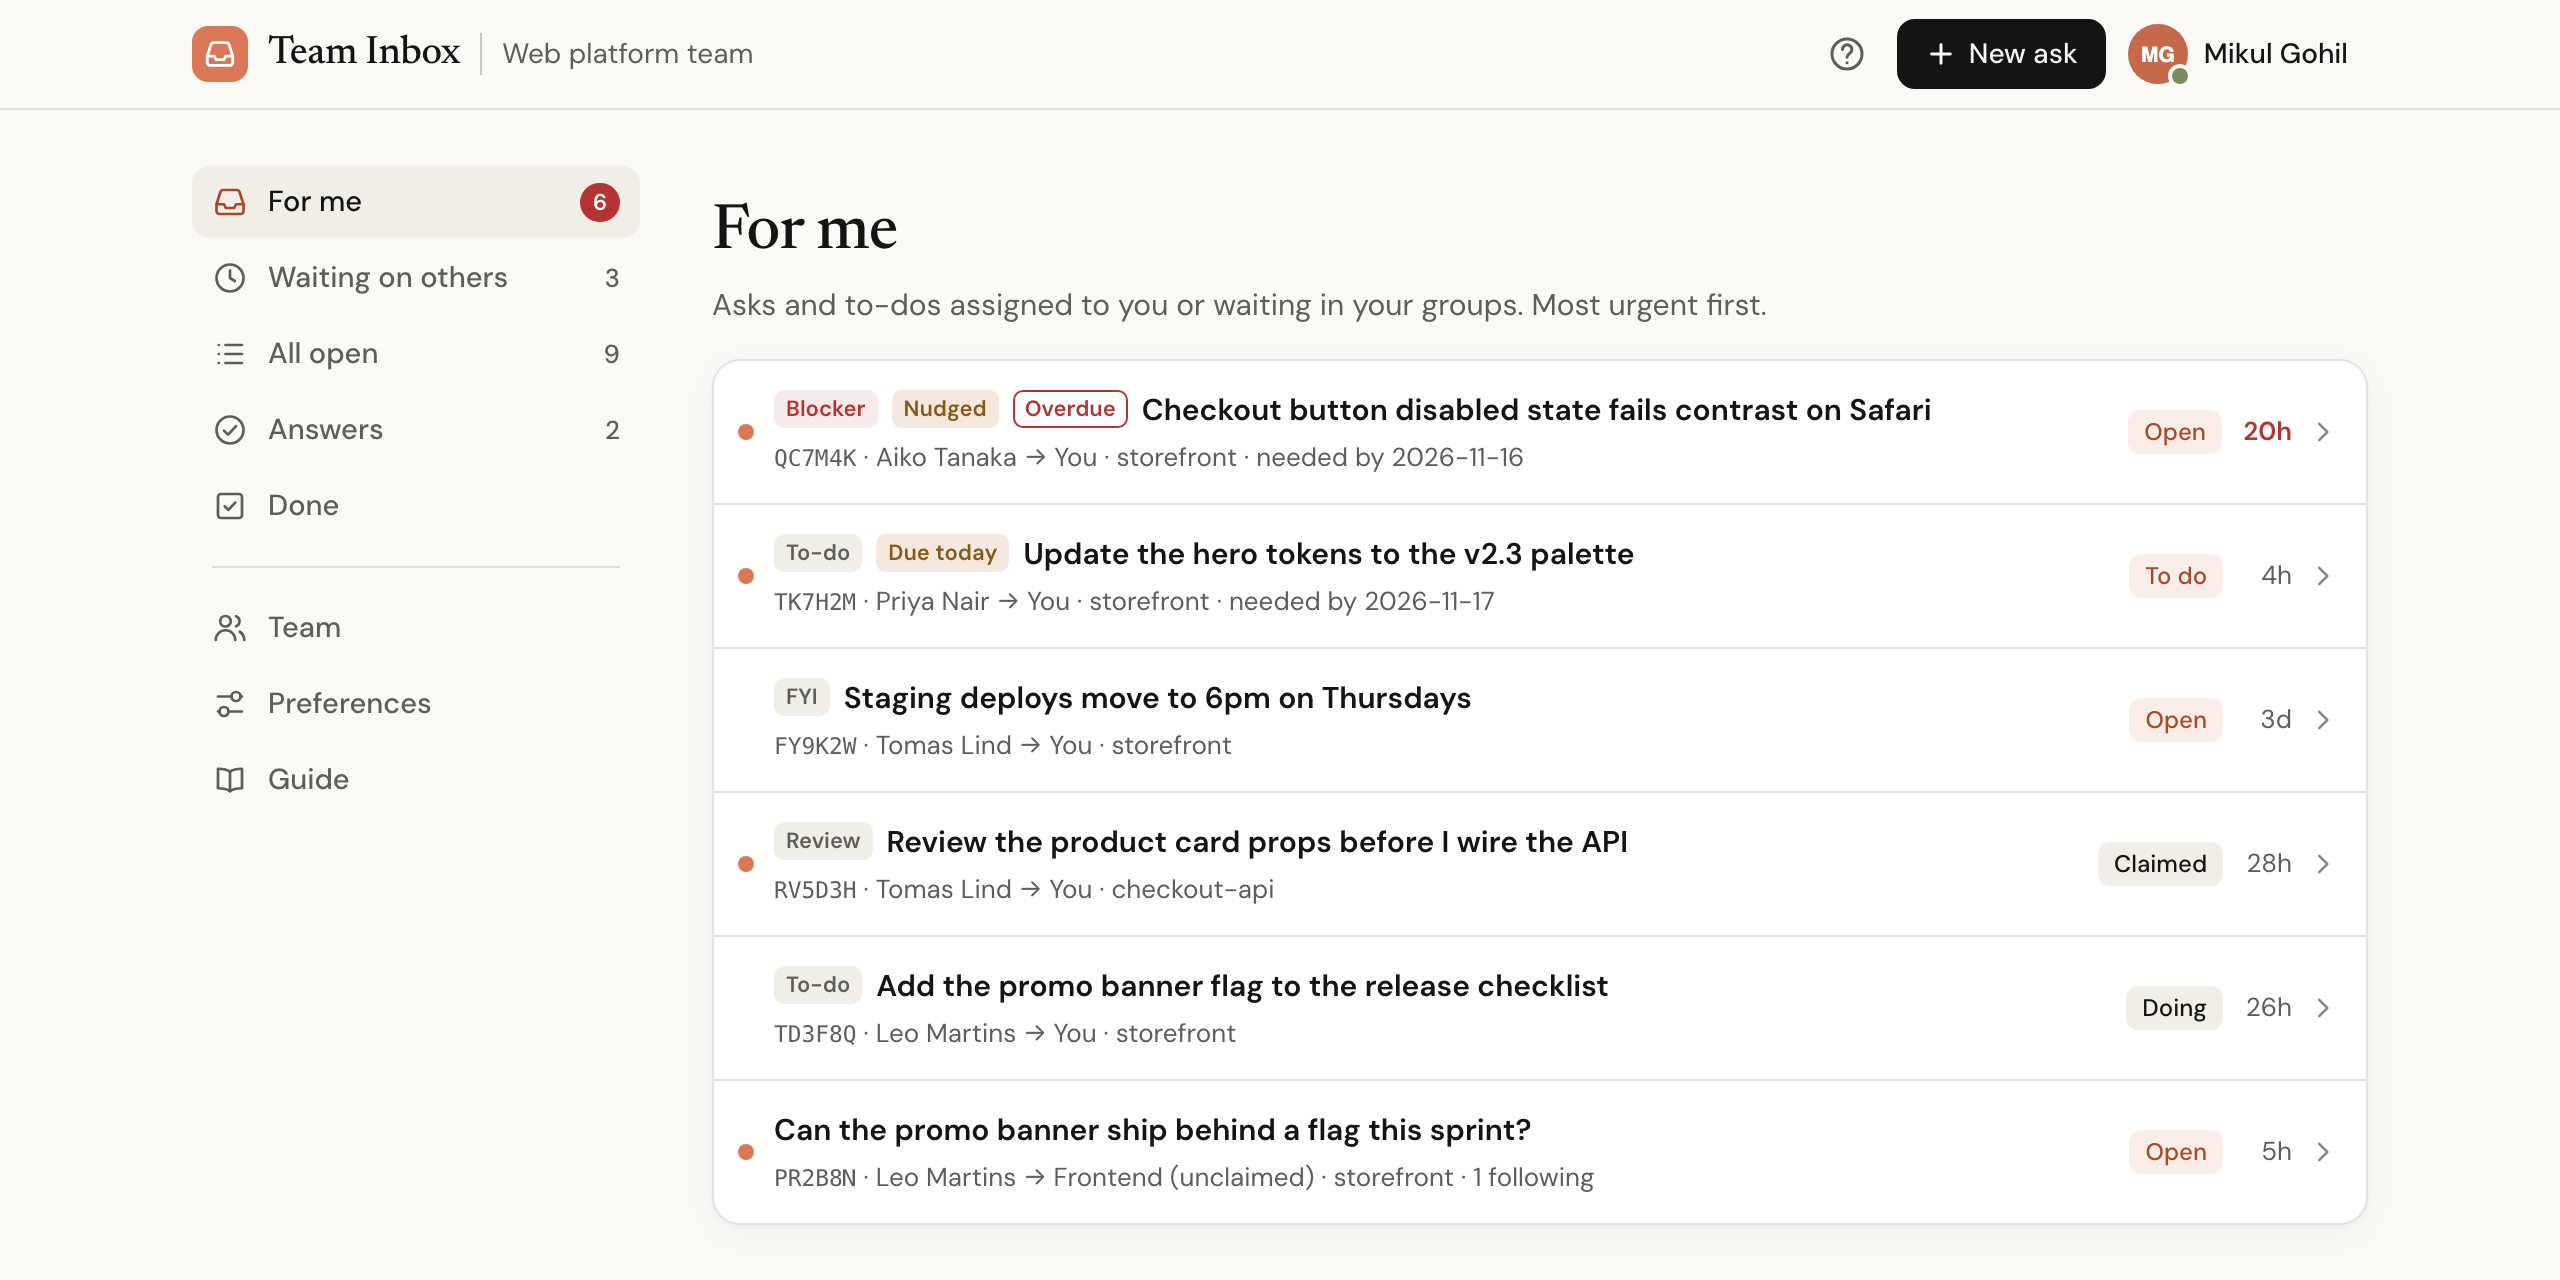 Team Inbox
Web platform team
New ask
MG
Mikul Gohil
For me
6
Waiting on others
3
All open
9
Answers
2
Done
Team
Preferences
Guide
For me
Asks and to-dos assigned to you or waiting in your groups. Most urgent first.
Blocker Nudged Overdue Checkout button disabled state fails contrast on Safari
QC7M4K · Aiko Tanaka → You · storefront · needed by 2026-11-16
Open 20h
To-do Due today Update the hero tokens to the v2.3 palette
TK7H2M · Priya Nair → You · storefront · needed by 2026-11-17
To do 4h
FYI Staging deploys move to 6pm on Thursdays
FY9K2W · Tomas Lind → You · storefront
Open 3d
Review Review the product card props before I wire the API
RV5D3H · Tomas Lind → You · checkout-api
Claimed 28h
To-do Add the promo banner flag to the release checklist
TD3F8Q · Leo Martins → You · storefront
Doing 26h
Can the promo banner ship behind a flag this sprint?
PR2B8N · Leo Martins → Frontend (unclaimed) · storefront · 1 following
Open 5h